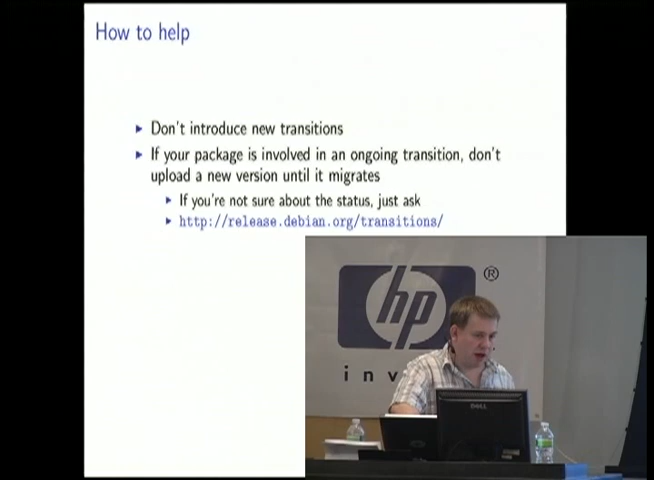 How to help
Don't introduce new transitions
If your package is involved in an ongoing transition, don't
upload a new version until it migrates
If you're not sure about the status, just ask
http://release.debian.org/transitions/
hp
®
inv
DELL